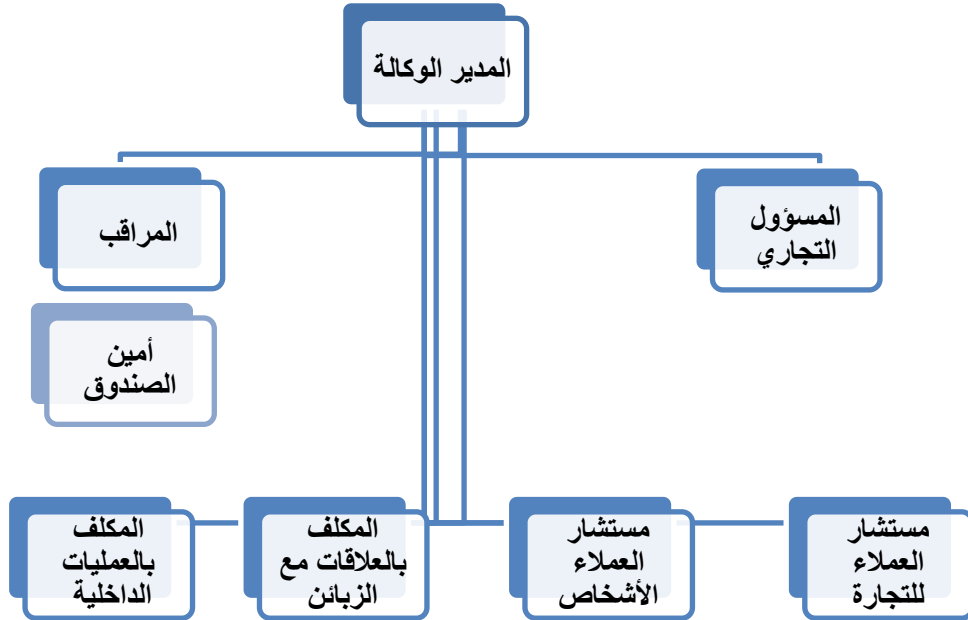 المدير الوكالة
المسؤول
التجاري
المراقب
أمين
الصندوق
مستشار
العملاء
للتجارة
مستشار
العملاء
الأشخاص
المكلف
بالعلاقات مع
الزبائن
المكلف
بالعمليات
الداخلية